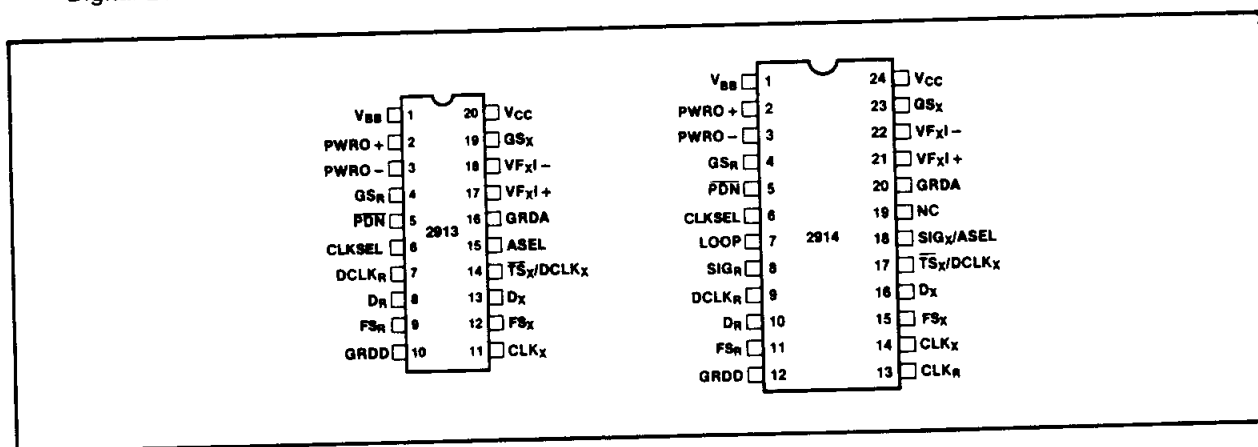 VBB 1 20 VCC
PWRO + 2 19 GSX
PWRO – 3 18 VFXI –
GSR 4 17 VFXI +
PDN 5 16 GRDA
2913
CLKSEL 6 15 ASEL
DCLKR 7 14 TSX/DCLKX
DR 8 13 DX
FSR 9 12 FSX
GRDD 10 11 CLKX
VBB 1 24 VCC
PWRO + 2 23 GSX
PWRO – 3 22 VFXI –
GSR 4 21 VFXI +
PDN 5 20 GRDA
CLKSEL 6 19 NC
LOOP 7 2914 18 SIGX/ASEL
SIGR 8 17 TSX/DCLKX
DCLKR 9 16 DX
DR 10 15 FSX
FSR 11 14 CLKX
GRDD 12 13 CLKR